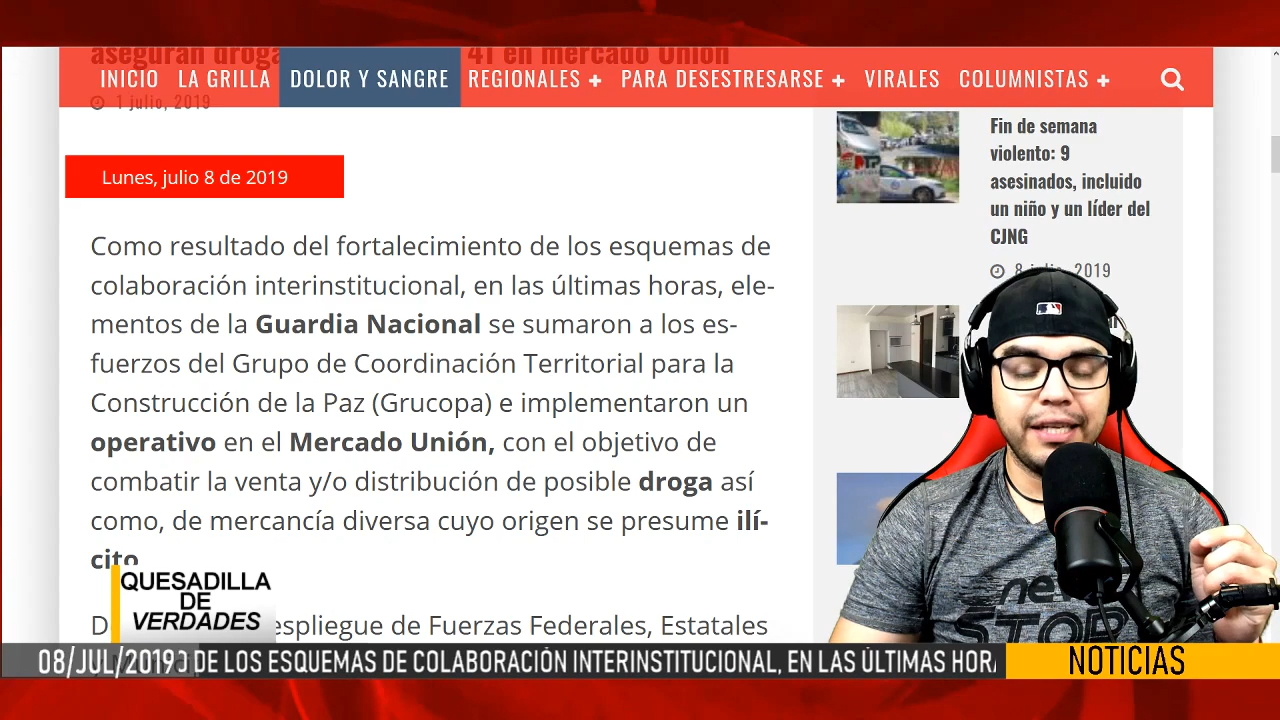 aseguran droga 41 en mercado Unión
INICIO LA GRILLA DOLOR Y SANGRE REGIONALES + PARA DESESTRESARSE + VIRALES COLUMNISTAS +
1 julio, 2019
Lunes, julio 8 de 2019
Como resultado del fortalecimiento de los esquemas de
colaboración interinstitucional, en las últimas horas, ele-
mentos de la Guardia Nacional se sumaron a los es-
fuerzos del Grupo de Coordinación Territorial para la
Construcción de la Paz (Grucopa) e implementaron un
operativo en el Mercado Unión, con el objetivo de
combatir la venta y/o distribución de posible droga así
como, de mercancía diversa cuyo origen se presume ilí-
cito.
D espliegue de Fuerzas Federales, Estatales
Fin de semana
violento: 9
asesinados, incluido
un niño y un líder del
CJNG
8 julio, 2019
new
STOP
QUESADILLA
DE
VERDADES
08/JUL/2019 DE LOS ESQUEMAS DE COLABORACIÓN INTERINSTITUCIONAL, EN LAS ÚLTIMAS HORA
NOTICIAS